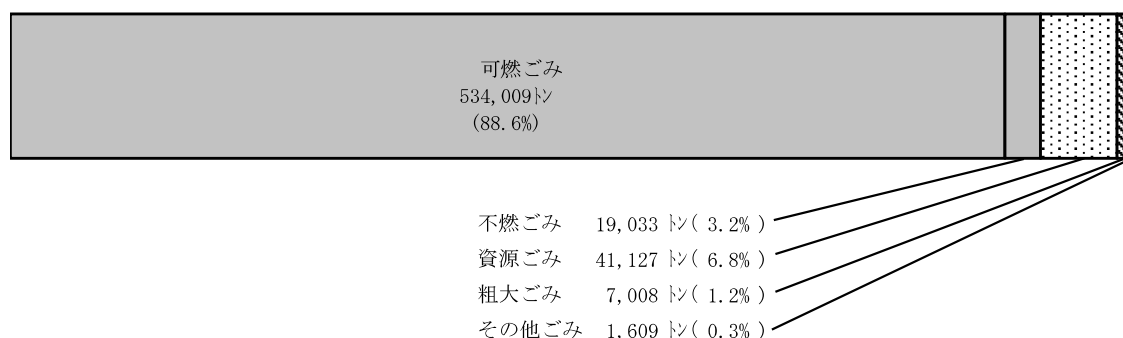 可燃ごみ
534,009㌧
(88.6%)
不燃ごみ 19,033 ㌧( 3.2% )
資源ごみ 41,127 ㌧( 6.8% )
粗大ごみ 7,008 ㌧( 1.2% )
その他ごみ 1,609 ㌧( 0.3% )